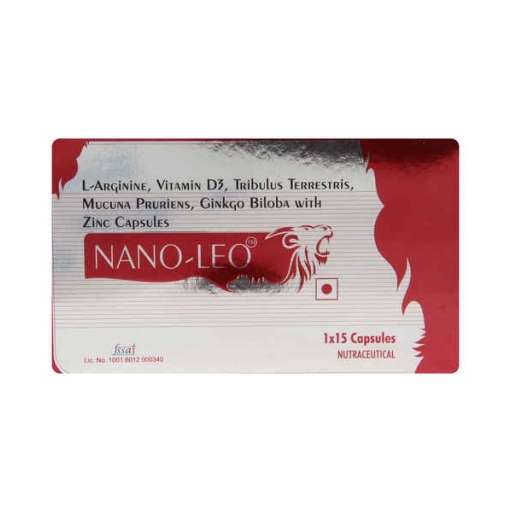 L-Arginine, Vitamin D3, Tribulus Terrestris,
Mucuna Pruriens, Ginkgo Biloba with
Zinc Capsules
NANO-LEO™
1x15 Capsules
NUTRACEUTICAL
fssai
Lic. No. 1001 6012 000340